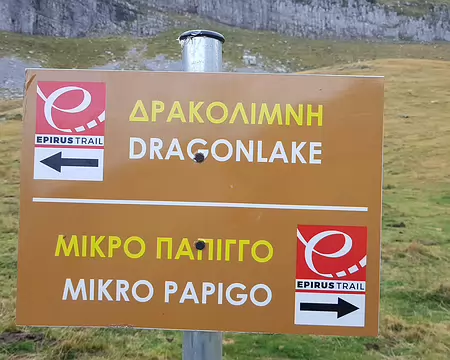 ΔΡΑΚΟΛΙΜΝΗ
DRAGONLAKE
EPIRUS TRAIL
ΜΙΚΡΟ ΠΑΠΙΓΓΟ
MIKRO PAPIGO
EPIRUS TRAIL